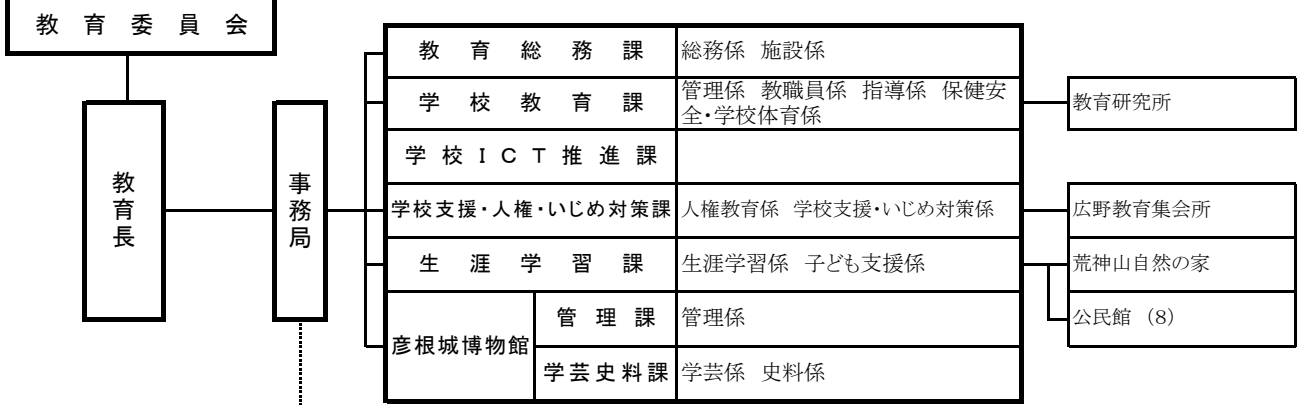 教育委員会
教育長
事務局
教育総務課 総務係 施設係
学校教育課 管理係 教職員係 指導係 保健安
全・学校体育係
教育研究所
学校ICT推進課
学校支援・人権・いじめ対策課 人権教育係 学校支援・いじめ対策係 広野教育集会所
生涯学習課 生涯学習係 子ども支援係 荒神山自然の家
公民館 (8)
彦根城博物館
管理課 管理係
学芸史料課 学芸係 史料係